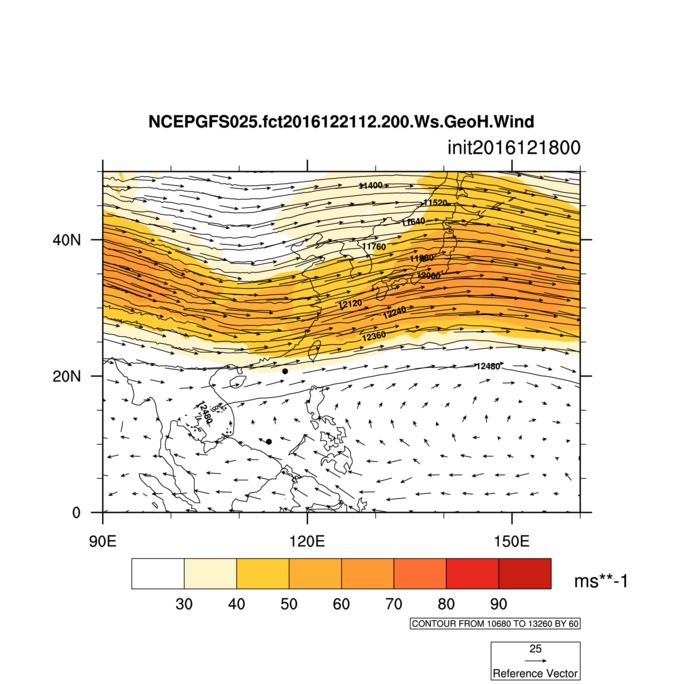 NCEPGFS025.fct2016122112.200.Ws.GeoH.Wind
init2016121800
11400
11520
11640
40N
11760
11880
12000
12120
12240
12360
20N
12480
12480
0
90E
120E
150E
ms**-1
30 40 50 60 70 80 90
CONTOUR FROM 10680 TO 13260 BY 60
25
Reference Vector